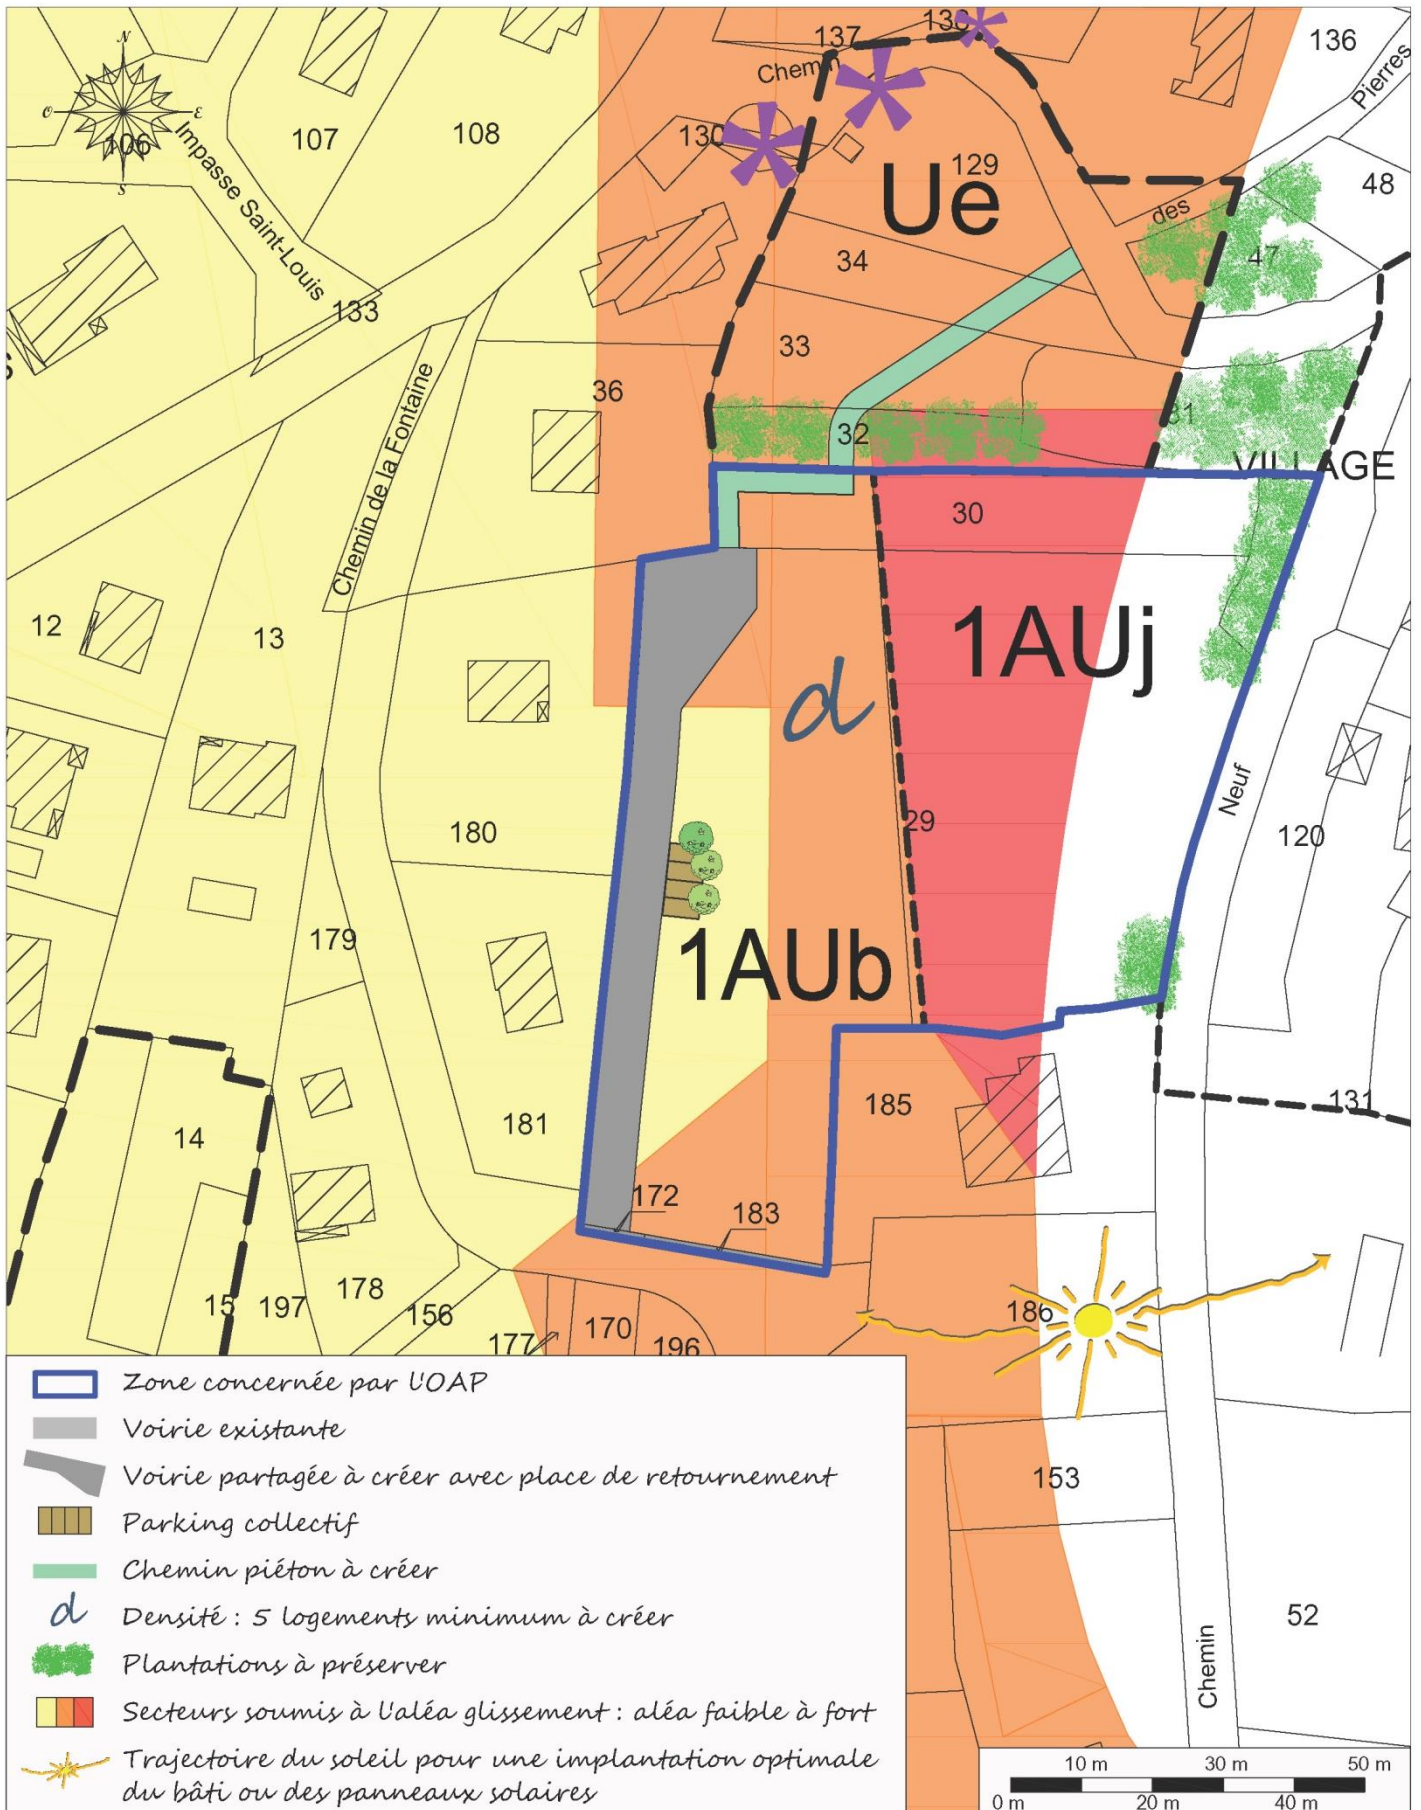 N
O
E
S
106
Impasse Saint-Louis
107
108
137
138
Chemin
136
Pierres
130
129
Ue
des
48
47
34
133
33
36
31
32
VILLAGE
Chemin de la Fontaine
30
12
13
1AUj
d
Neuf
180
29
120
179
1AUb
181
185
131
14
172
183
15
197
178
156
177
170
196
186
153
52
Chemin
Zone concernée par l'OAP
Voirie existante
Voirie partagée à créer avec place de retournement
Parking collectif
Chemin piéton à créer
d
Densité : 5 logements minimum à créer
Plantations à préserver
Secteurs soumis à l'aléa glissement : aléa faible à fort
Trajectoire du soleil pour une implantation optimale
du bâti ou des panneaux solaires
10 m 30 m 50 m
0 m 20 m 40 m